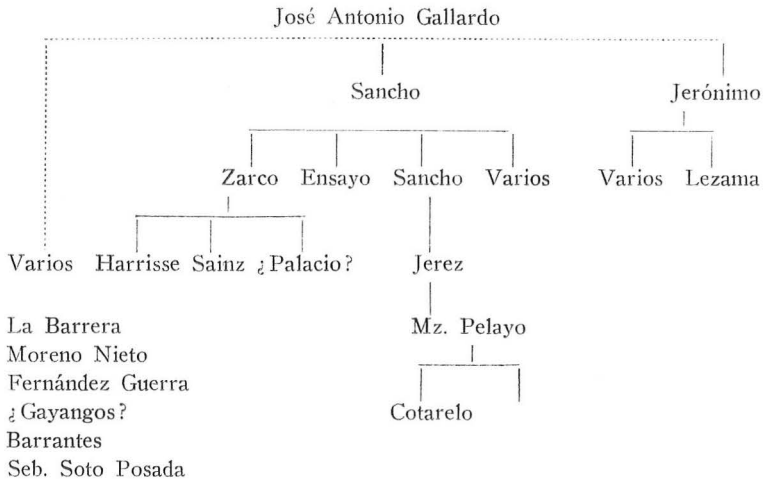 José Antonio Gallardo
Sancho Jerónimo
Zarco Ensayo Sancho Varios Varios Lezama
Varios Harrisse Sainz ¿Palacio? Jerez
La Barrera Mz. Pelayo
Moreno Nieto
Fernández Guerra
¿Gayangos? Cotarelo
Barrantes
Seb. Soto Posada